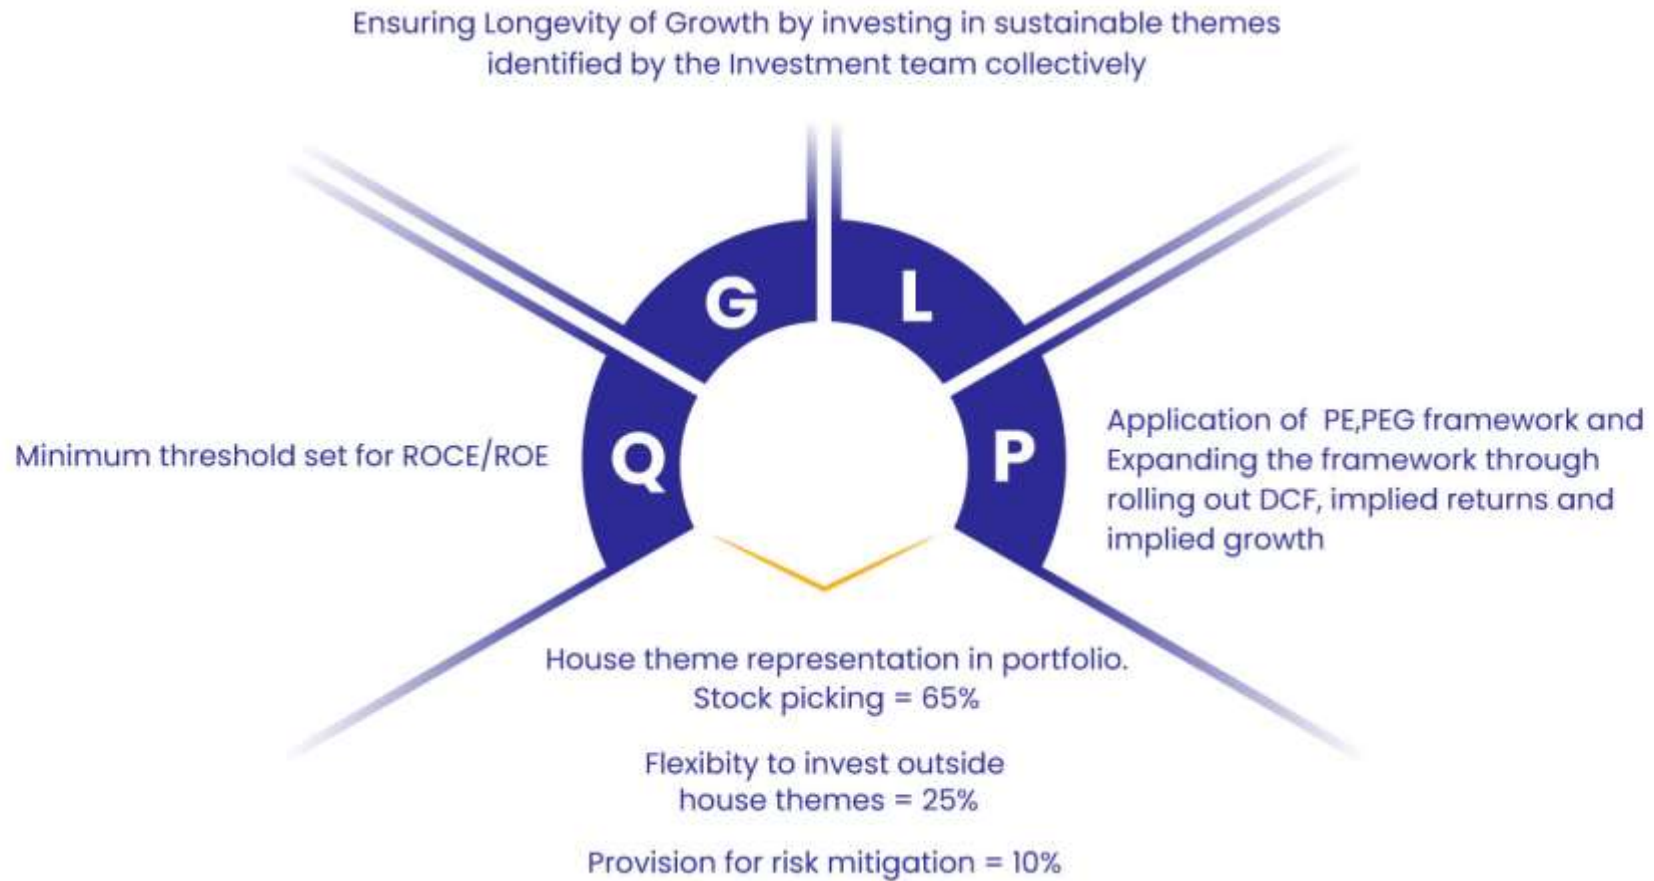 Ensuring Longevity of Growth by investing in sustainable themes
identified by the Investment team collectively
G
L
Q
P
Minimum threshold set for ROCE/ROE
Application of PE,PEG framework and
Expanding the framework through
rolling out DCF, implied returns and
implied growth
House theme representation in portfolio.
Stock picking = 65%
Flexibity to invest outside
house themes = 25%
Provision for risk mitigation = 10%